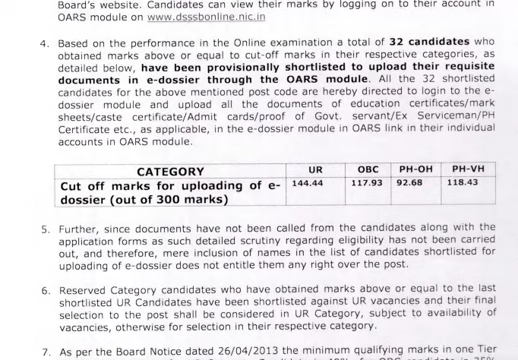 Board's website. Candidates can view their marks by logging on to their account in
OARS module on www.dsssbonline.nic.in
4. Based on the performance in the Online examination a total of 32 candidates who
obtained marks above or equal to cut-off marks in their respective categories, as
detailed below, have been provisionally shortlisted to upload their requisite
documents in e-dossier through the OARS module. All the 32 shortlisted
candidates for the above mentioned post code are hereby directed to login to the e-
dossier module and upload all the documents of education certificates/mark
sheets/caste certificate/Admit cards/proof of Govt. servant/Ex Serviceman/PH
Certificate etc., as applicable, in the e-dossier module in OARS link in their individual
accounts in OARS module.
CATEGORY UR OBC PH-OH PH-VH
Cut off marks for uploading of e- 144.44 117.93 92.68 118.43
dossier (out of 300 marks)
5. Further, since documents have not been called from the candidates along with the
application forms as such detailed scrutiny regarding eligibility has not been carried
out, and therefore, mere inclusion of names in the list of candidates shortlisted for
uploading of e-dossier does not entitle them any right over the post.
6. Reserved Category candidates who have obtained marks above or equal to the last
shortlisted UR Candidates have been shortlisted against UR vacancies and their final
selection to the post shall be considered in UR Category, subject to availability of
vacancies, otherwise for selection in their respective category.
7. As per the Board Notice dated 26/04/2013 the minimum qualifying marks in one Tier